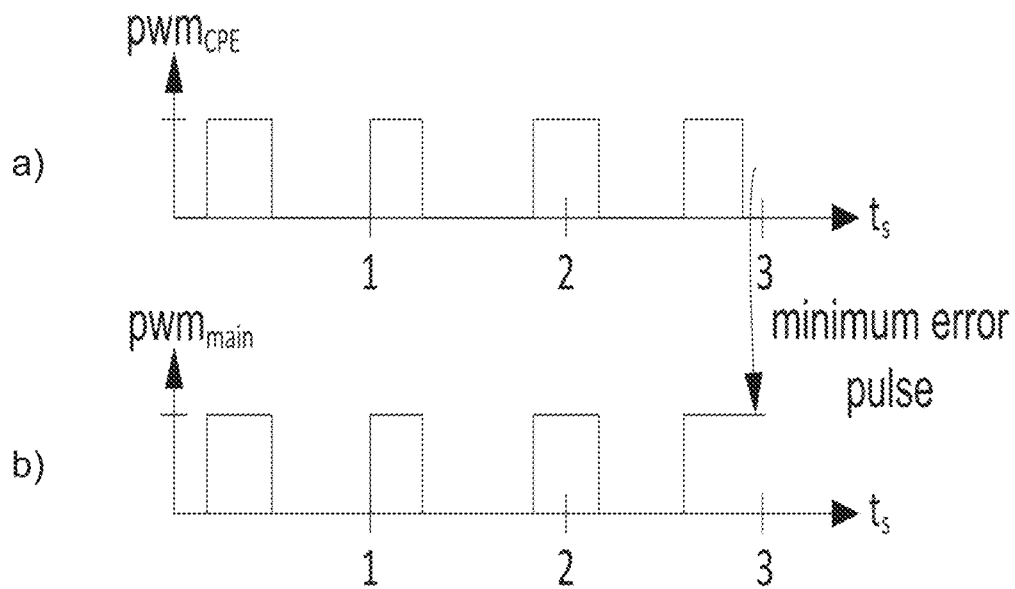 pwmCPE
a)
ts
1 2 3
pwmmain
minimum error
pulse
b)
ts
1 2 3